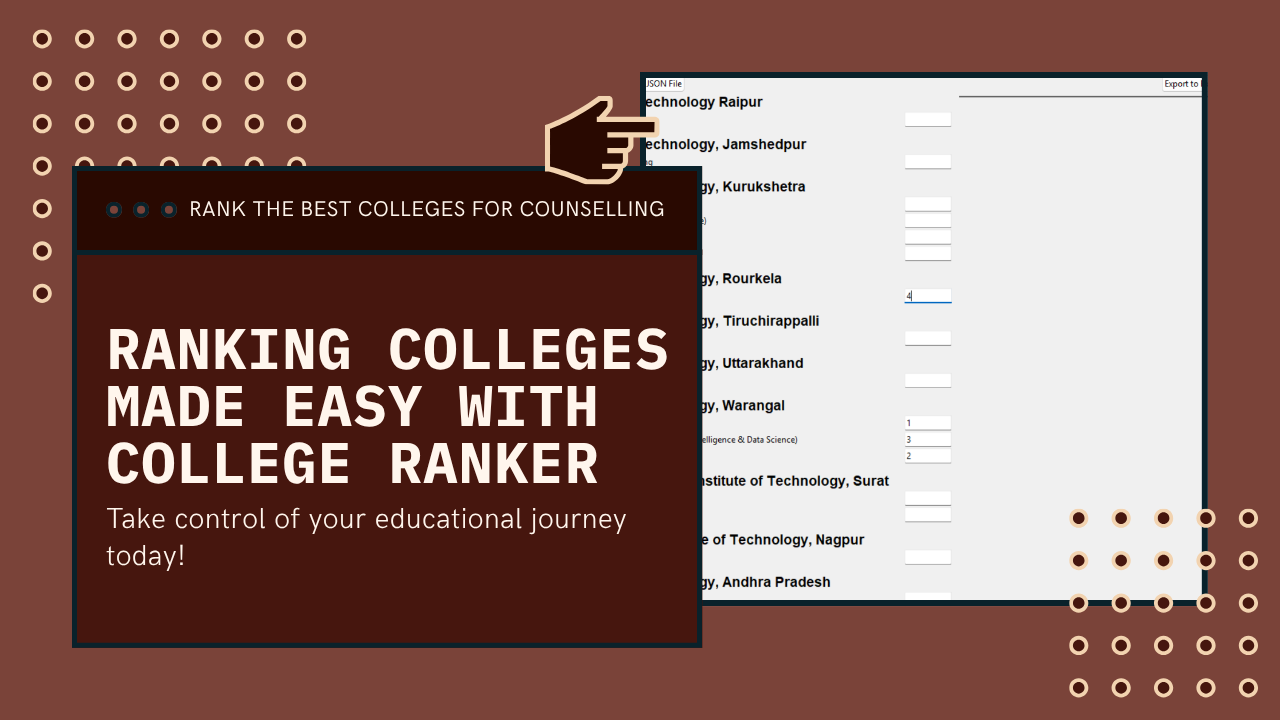 RANK THE BEST COLLEGES FOR COUNSELLING
RANKING COLLEGES
MADE EASY WITH
COLLEGE RANKER
Take control of your educational journey
today!
JSON File
Export to
echnology Raipur
echnology, Jamshedpur
ng
gy, Kurukshetra
e)
gy, Rourkela
4
gy, Tiruchirappalli
gy, Uttarakhand
gy, Warangal
1
elligence & Data Science)
3
2
nstitute of Technology, Surat
e of Technology, Nagpur
gy, Andhra Pradesh